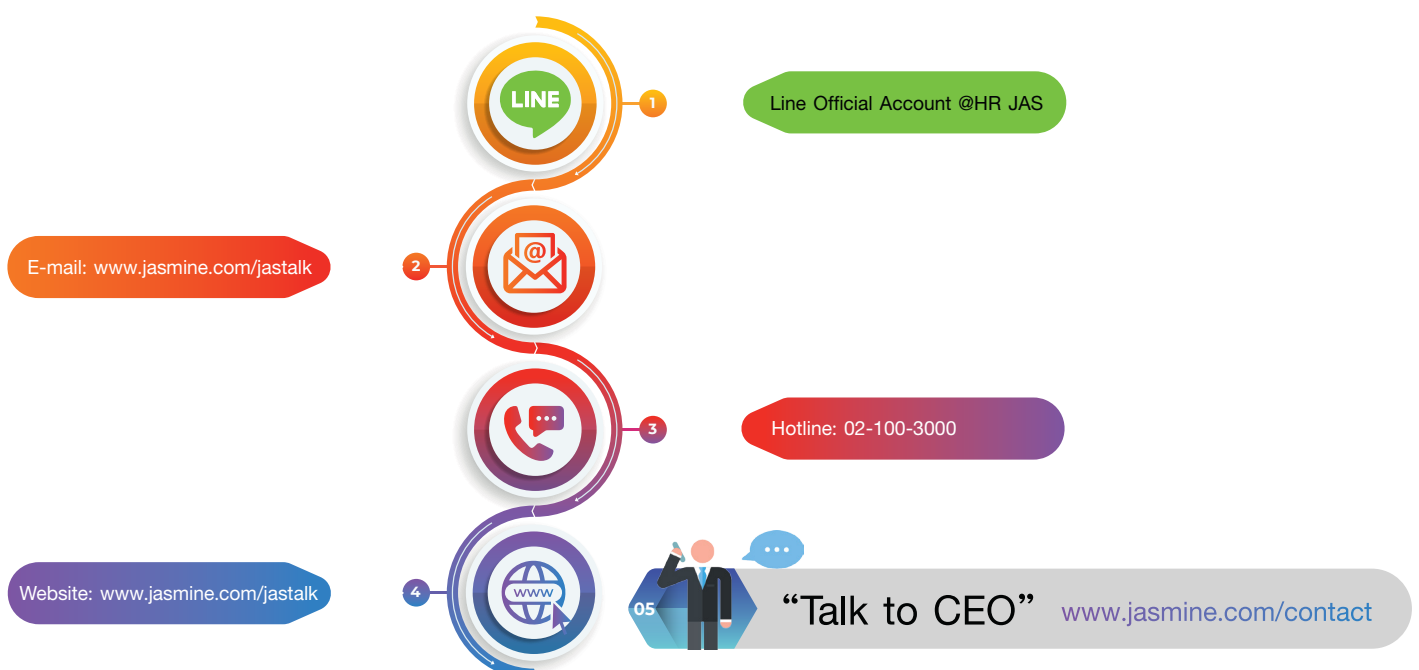 LINE
1
Line Official Account @HR JAS
E-mail: www.jasmine.com/jastalk
2
@
3
Hotline: 02-100-3000
Website: www.jasmine.com/jastalk
4
WWW
05
“Talk to CEO” www.jasmine.com/contact